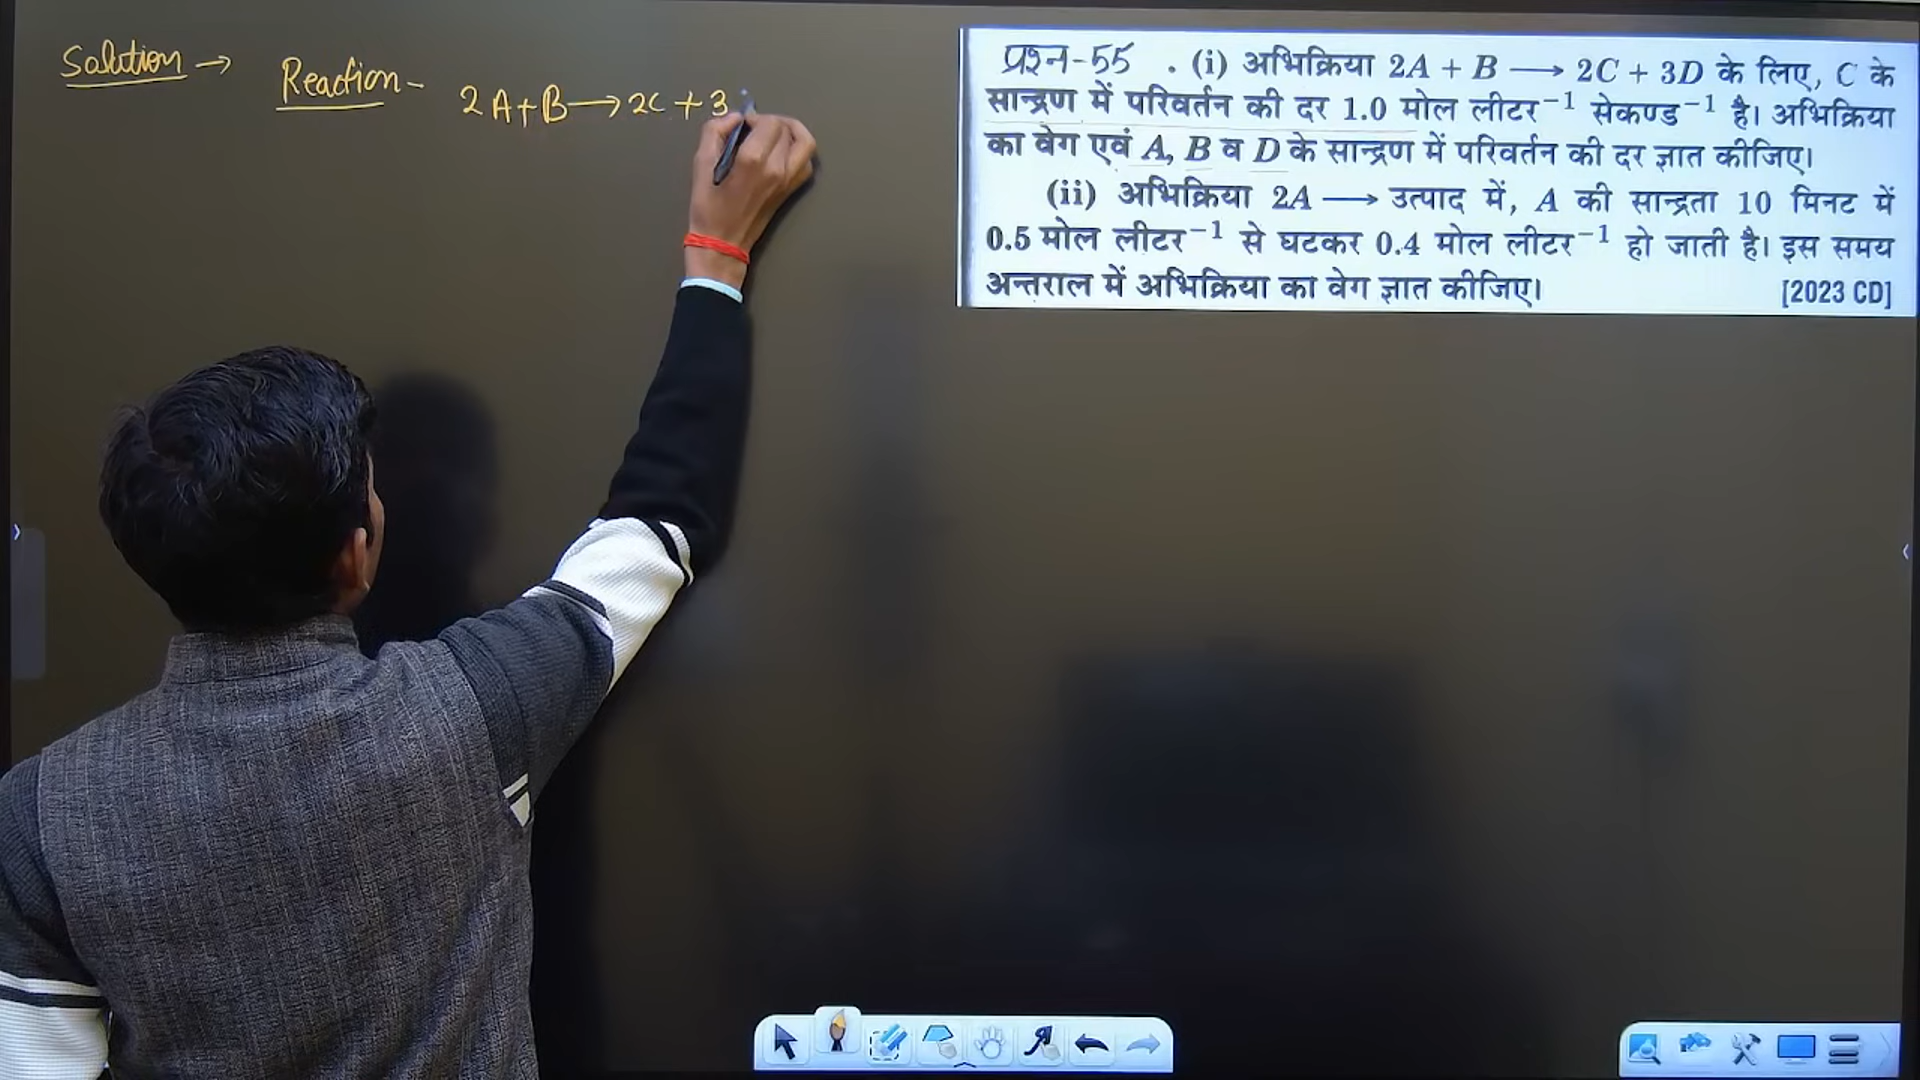 Solution →
Reaction - 2A+B → 2C + 3
प्रश्न-55 . (i) अभिक्रिया 2A + B ⟶ 2C + 3D के लिए, C के
सान्द्रण में परिवर्तन की दर 1.0 मोल लीटर⁻¹ सेकण्ड⁻¹ है। अभिक्रिया
का वेग एवं A, B व D के सान्द्रण में परिवर्तन की दर ज्ञात कीजिए।
(ii) अभिक्रिया 2A ⟶ उत्पाद में, A की सान्द्रता 10 मिनट में
0.5 मोल लीटर⁻¹ से घटकर 0.4 मोल लीटर⁻¹ हो जाती है। इस समय
अन्तराल में अभिक्रिया का वेग ज्ञात कीजिए। [2023 CD]